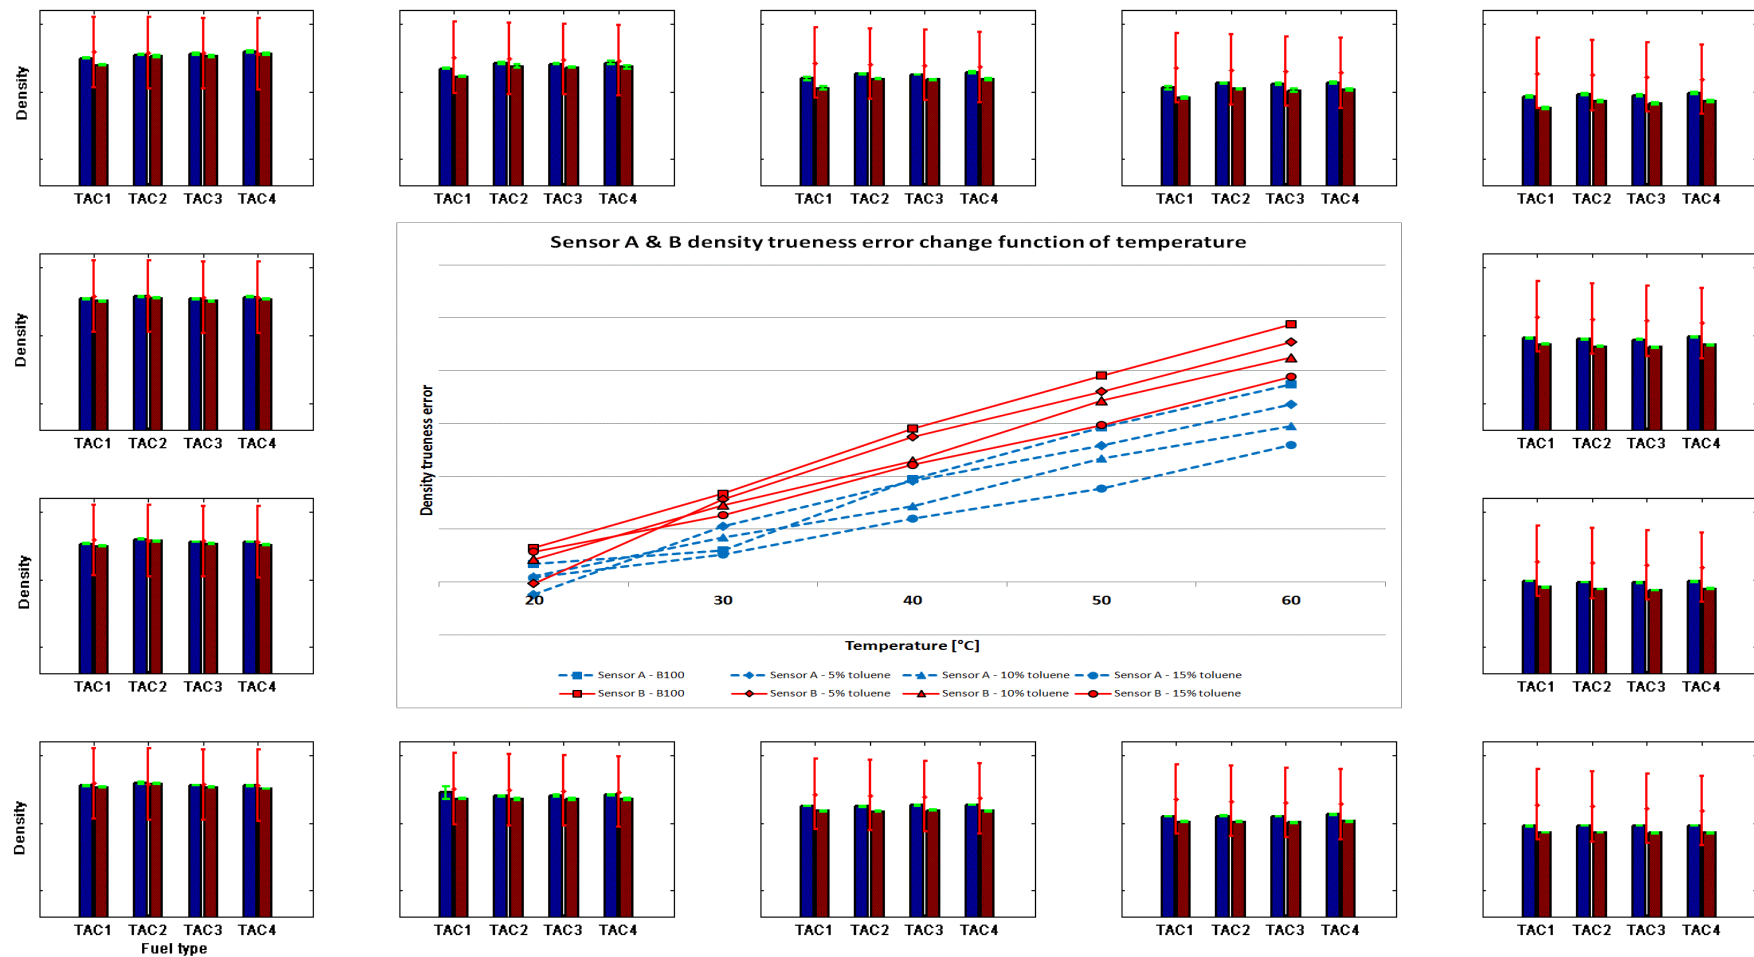 Density
TAC1 TAC2 TAC3 TAC4
TAC1 TAC2 TAC3 TAC4
TAC1 TAC2 TAC3 TAC4
TAC1 TAC2 TAC3 TAC4
TAC1 TAC2 TAC3 TAC4
Density
TAC1 TAC2 TAC3 TAC4
Sensor A & B density trueness error change function of temperature
Density trueness error
20 30 40 50 60
Temperature [°C]
Sensor A - B100 Sensor A - 5% toluene Sensor A - 10% toluene Sensor A - 15% toluene
Sensor B - B100 Sensor B - 5% toluene Sensor B - 10% toluene Sensor B - 15% toluene
TAC1 TAC2 TAC3 TAC4
Density
TAC1 TAC2 TAC3 TAC4
TAC1 TAC2 TAC3 TAC4
Density
TAC1 TAC2 TAC3 TAC4
Fuel type
TAC1 TAC2 TAC3 TAC4
TAC1 TAC2 TAC3 TAC4
TAC1 TAC2 TAC3 TAC4
TAC1 TAC2 TAC3 TAC4